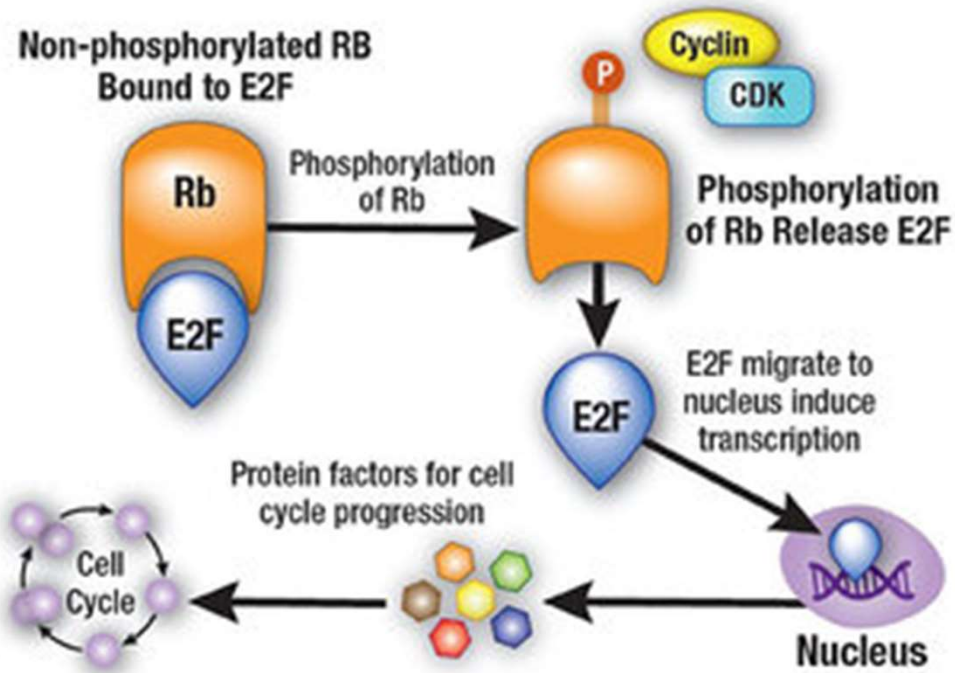 Non-phosphorylated RB
Bound to E2F
Rb
E2F
Phosphorylation
of Rb
P
Cyclin
CDK
Phosphorylation
of Rb Release E2F
E2F
E2F migrate to
nucleus induce
transcription
Nucleus
Protein factors for cell
cycle progression
Cell
Cycle